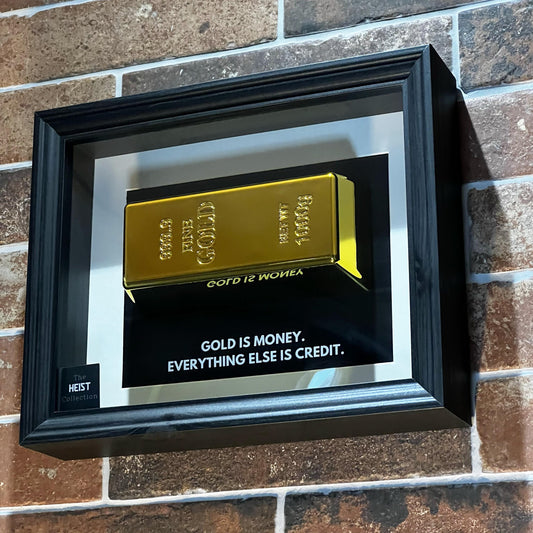 999.9
FINE
GOLD
NET WT
1000g
GOLD IS MONEY
GOLD IS MONEY.
EVERYTHING ELSE IS CREDIT.
The
HEIST
Collection